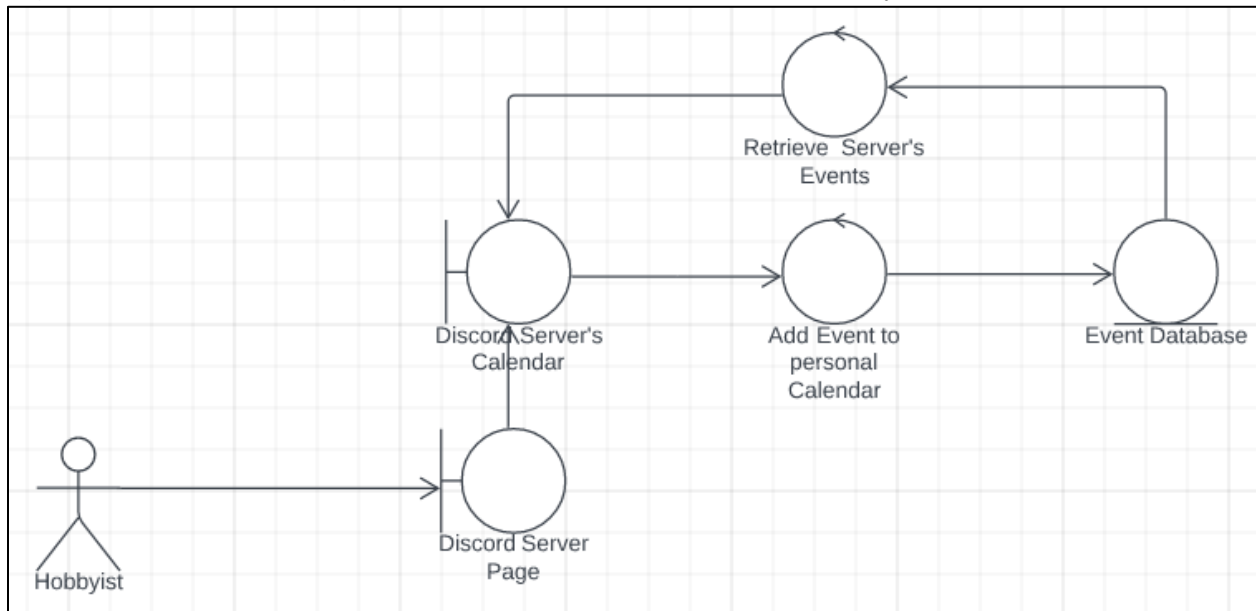 Retrieve Server's
Events
Discord Server's
Calendar
Add Event to
personal
Calendar
Event Database
Discord Server
Page
Hobbyist